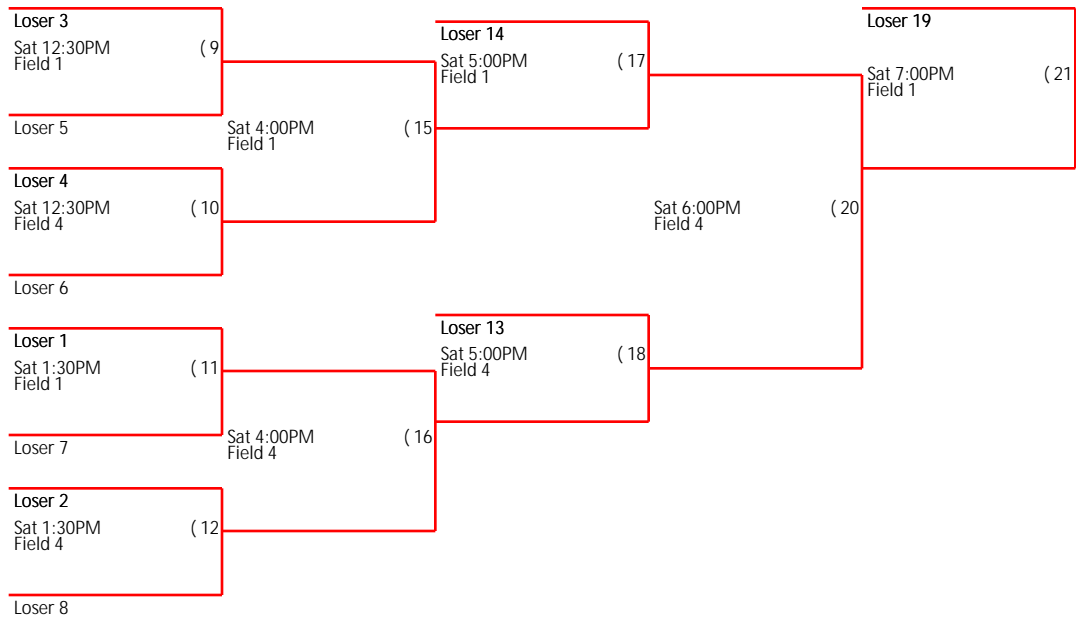 Loser 3
Sat 12:30PM (9
Field 1
Loser 5
Loser 4
Sat 12:30PM (10
Field 4
Loser 6
Loser 1
Sat 1:30PM (11
Field 1
Loser 7
Loser 2
Sat 1:30PM (12
Field 4
Loser 8
Sat 4:00PM (15
Field 1
Sat 4:00PM (16
Field 4
Loser 14
Sat 5:00PM (17
Field 1
Loser 13
Sat 5:00PM (18
Field 4
Sat 6:00PM (20
Field 4
Loser 19
Sat 7:00PM (21
Field 1